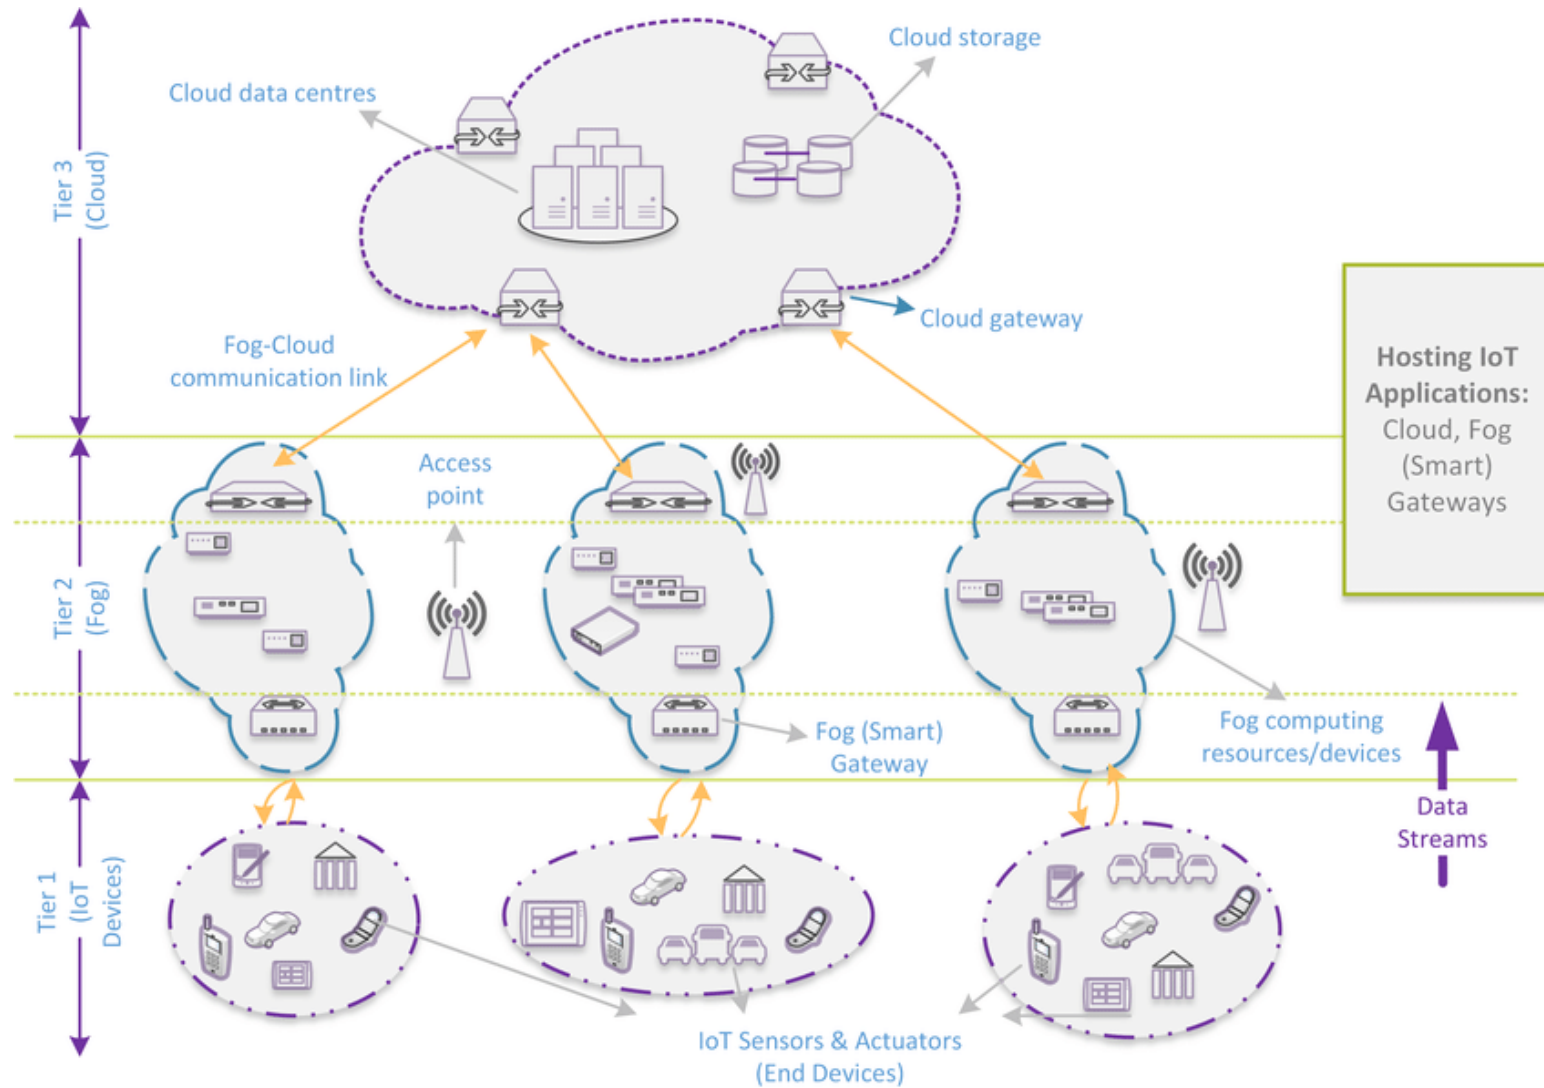 Cloud storage
Cloud data centres
Tier 3
(Cloud)
Cloud gateway
Fog-Cloud
communication link
Hosting IoT
Applications:
Cloud, Fog
(Smart)
Gateways
Access
point
Tier 2
(Fog)
Fog (Smart)
Gateway
Fog computing
resources/devices
Data
Streams
Tier 1
(IoT
Devices)
IoT Sensors & Actuators
(End Devices)